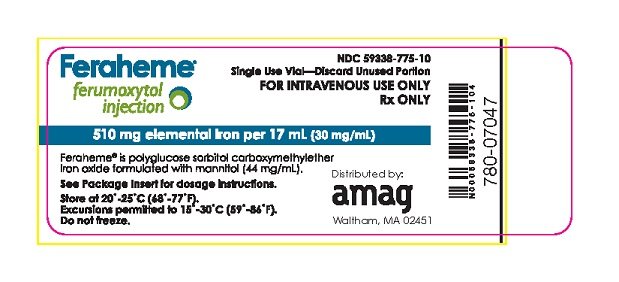 Feraheme®
ferumoxytol
injection
NDC 59338-775-10
Single Use Vial—Discard Unused Portion
FOR INTRAVENOUS USE ONLY
Rx ONLY
510 mg elemental iron per 17 mL (30 mg/mL)
Feraheme® is polyglucose sorbitol carboxymethylether
iron oxide formulated with mannitol (44 mg/mL).
See Package Insert for dosage instructions.
Store at 20°-25°C (68°-77°F).
Excursions permitted to 15°-30°C (59°-86°F).
Do not freeze.
Distributed by:
amag
Waltham, MA 02451
780-07047